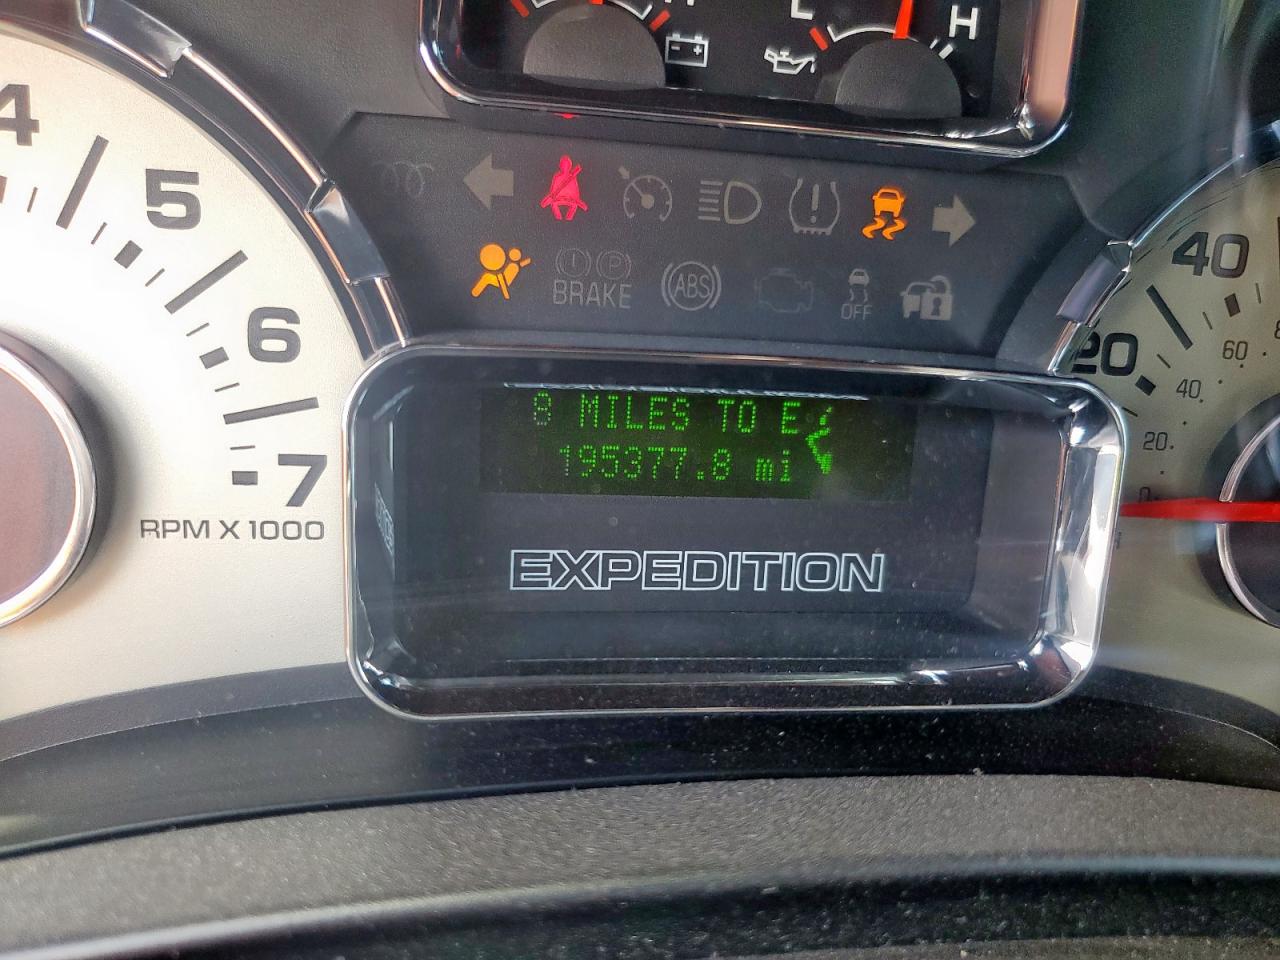 L H
4
5
6
7
RPM X 1000
BRAKE
ABS
OFF
8 MILES TO E
195377.8 mi
EXPEDITION
40
20
60
40
20
0